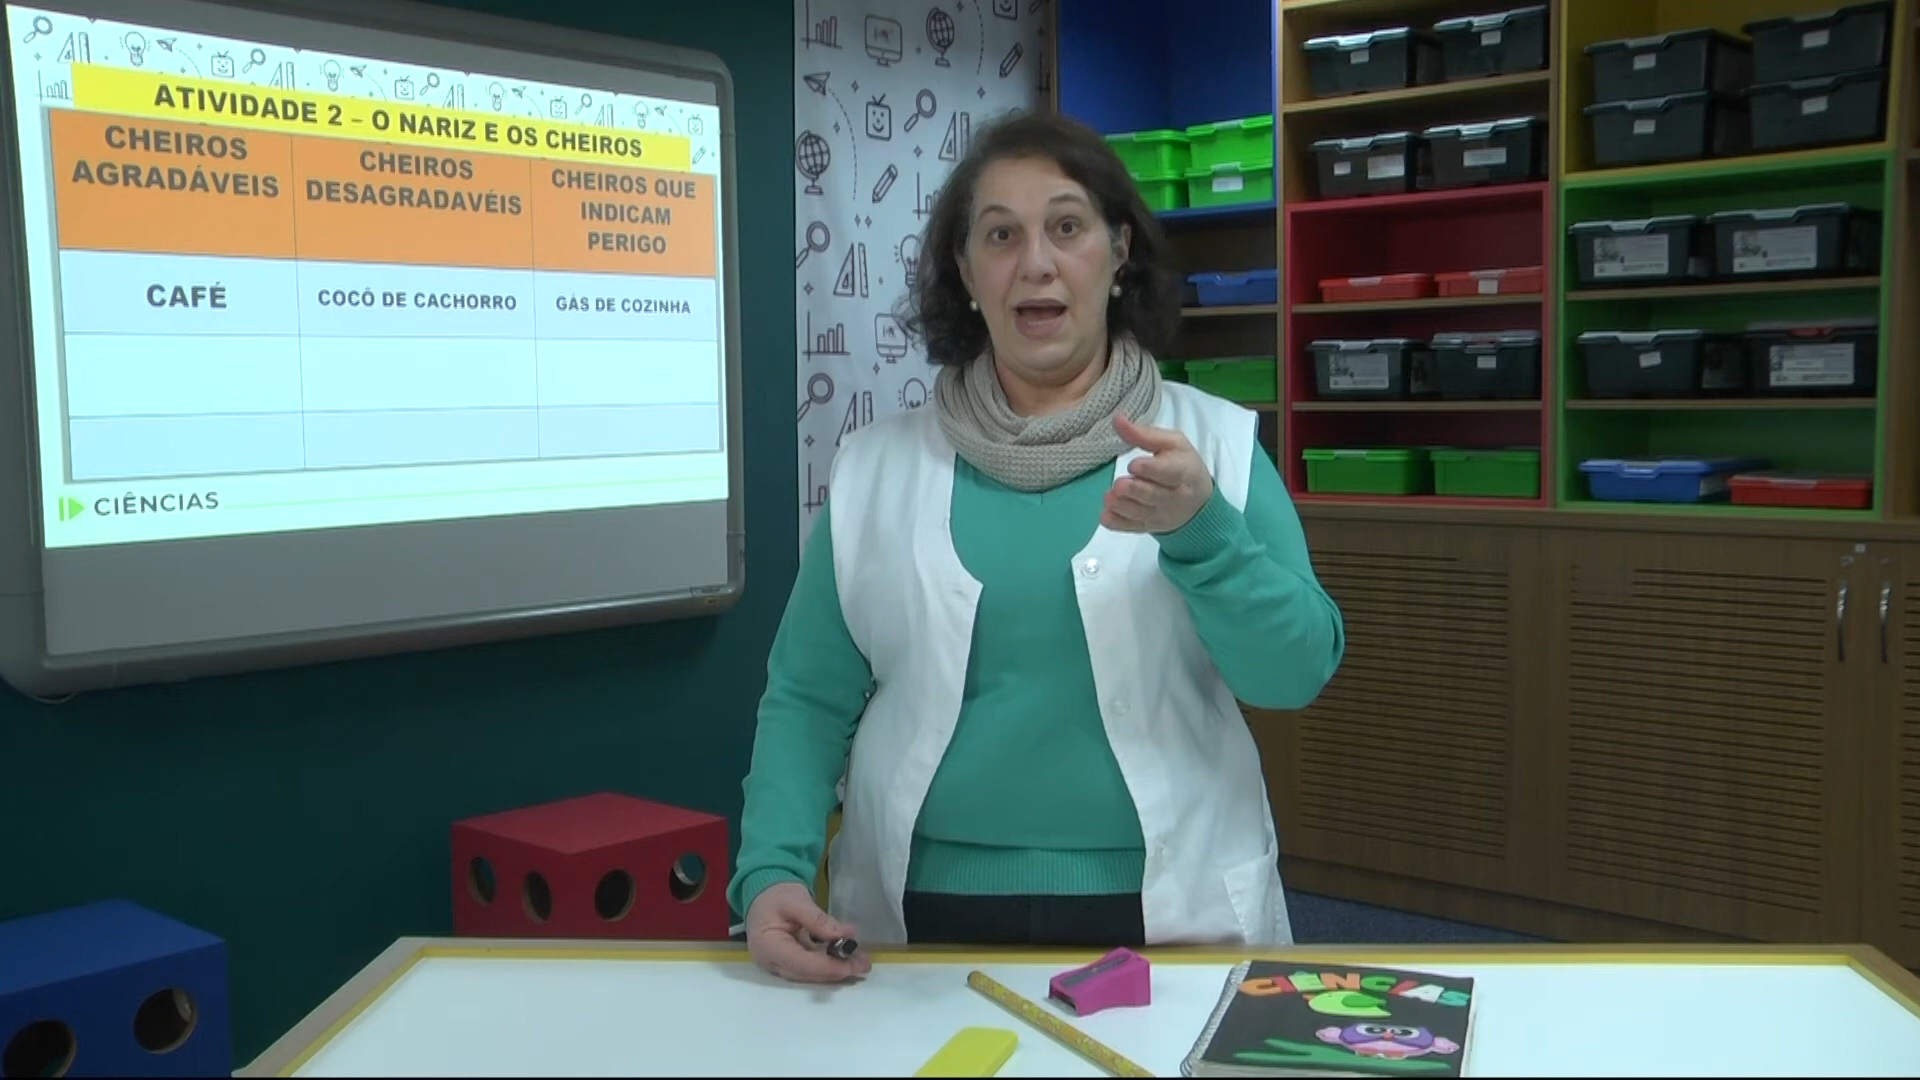 ATIVIDADE 2 – O NARIZ E OS CHEIROS
CHEIROS
AGRADÁVEIS
CHEIROS
DESAGRADAVÉIS
CHEIROS QUE
INDICAM
PERIGO
CAFÉ
COCÔ DE CACHORRO
GÁS DE COZINHA
CIÊNCIAS
CIÊNCIAS